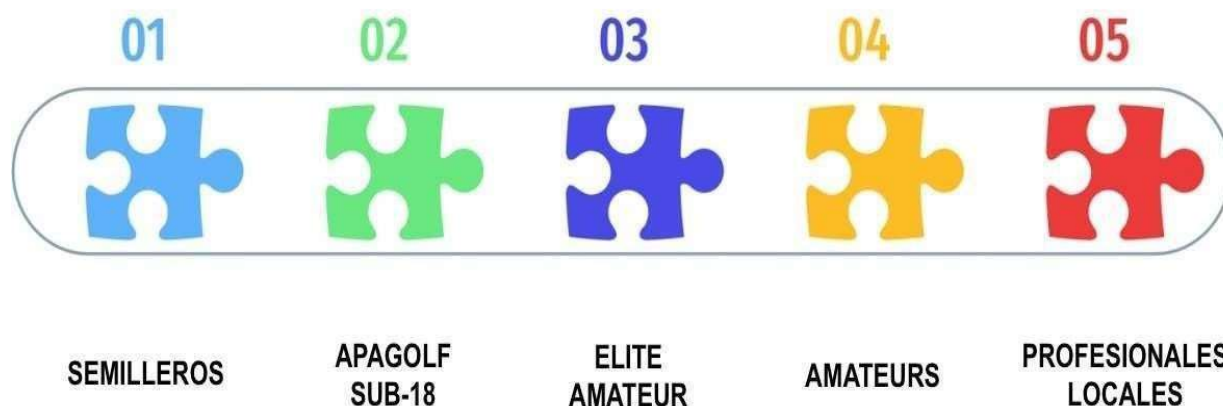 01 02 03 04 05
SEMILLEROS
APAGOLF
SUB-18
ELITE
AMATEUR
AMATEURS
PROFESIONALES
LOCALES